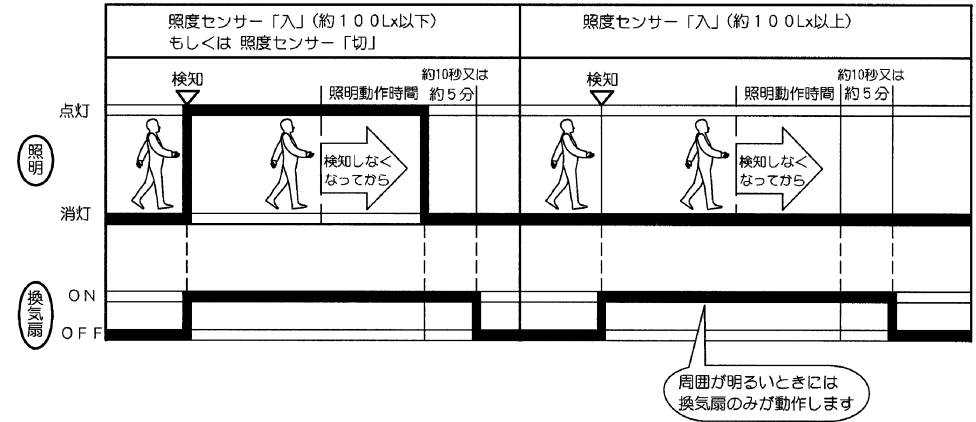 照度センサー「入」（約１００Lx以下）
もしくは 照度センサー「切」
照度センサー「入」（約１００Lx以上）
検知
照明動作時間
約10秒又は
約５分
検知
照明動作時間
約10秒又は
約５分
点灯
照明
検知しなく
なってから
検知しなく
なってから
消灯
換気扇
ＯＮ
ＯＦＦ
周囲が明るいときには
換気扇のみが動作します